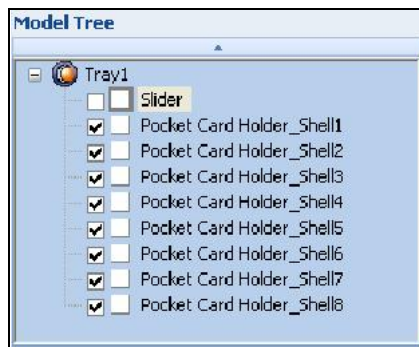 Model Tree
Tray1
Slider
Pocket Card Holder_Shell1
Pocket Card Holder_Shell2
Pocket Card Holder_Shell3
Pocket Card Holder_Shell4
Pocket Card Holder_Shell5
Pocket Card Holder_Shell6
Pocket Card Holder_Shell7
Pocket Card Holder_Shell8